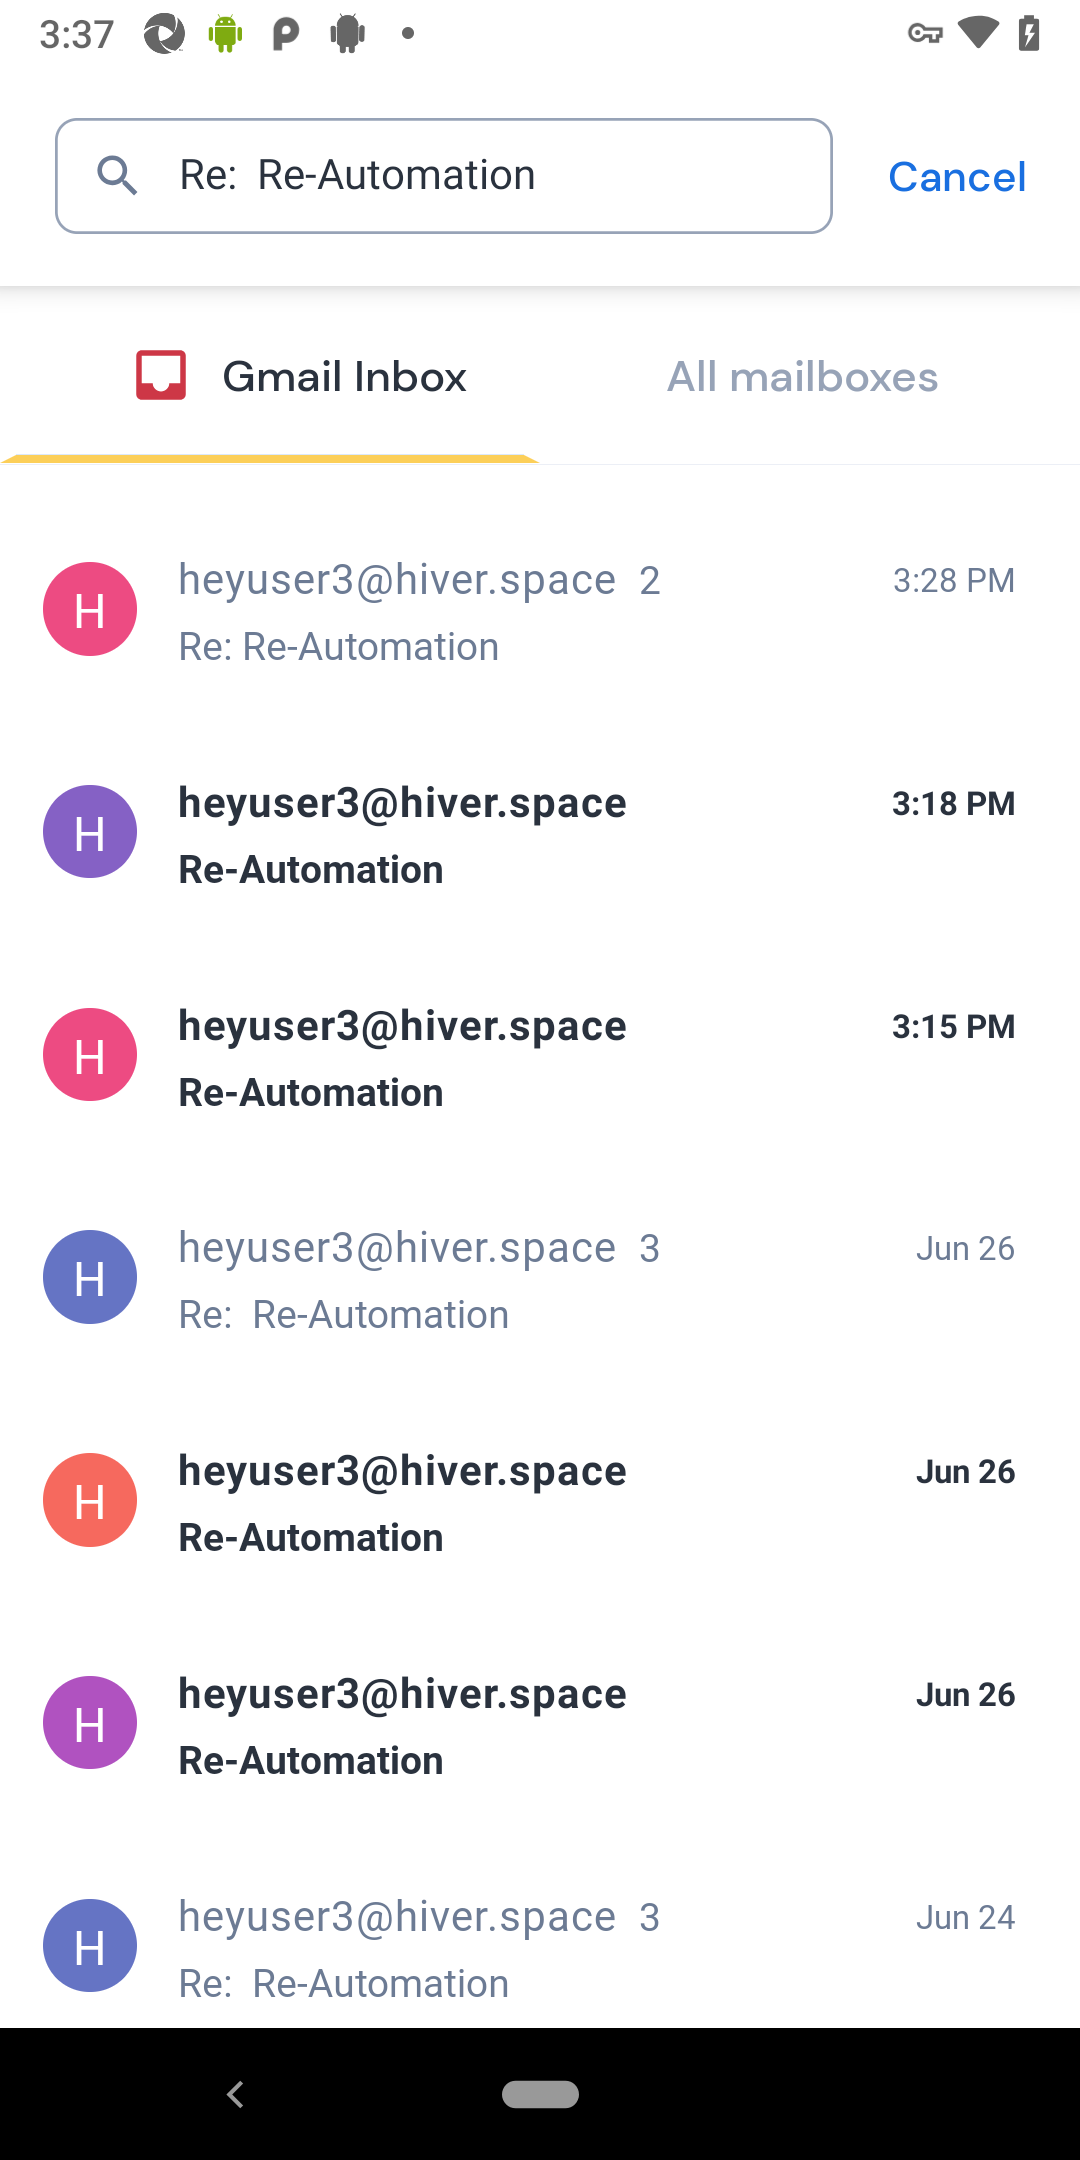 3:37
Re:  Re-Automation
Cancel
Gmail Inbox
All mailboxes
H
heyuser3@hiver.space 2
3:28 PM
Re: Re-Automation
H
heyuser3@hiver.space
3:18 PM
Re-Automation
H
heyuser3@hiver.space
3:15 PM
Re-Automation
H
heyuser3@hiver.space 3
Jun 26
Re:  Re-Automation
H
heyuser3@hiver.space
Jun 26
Re-Automation
H
heyuser3@hiver.space
Jun 26
Re-Automation
H
heyuser3@hiver.space 3
Jun 24
Re:  Re-Automation